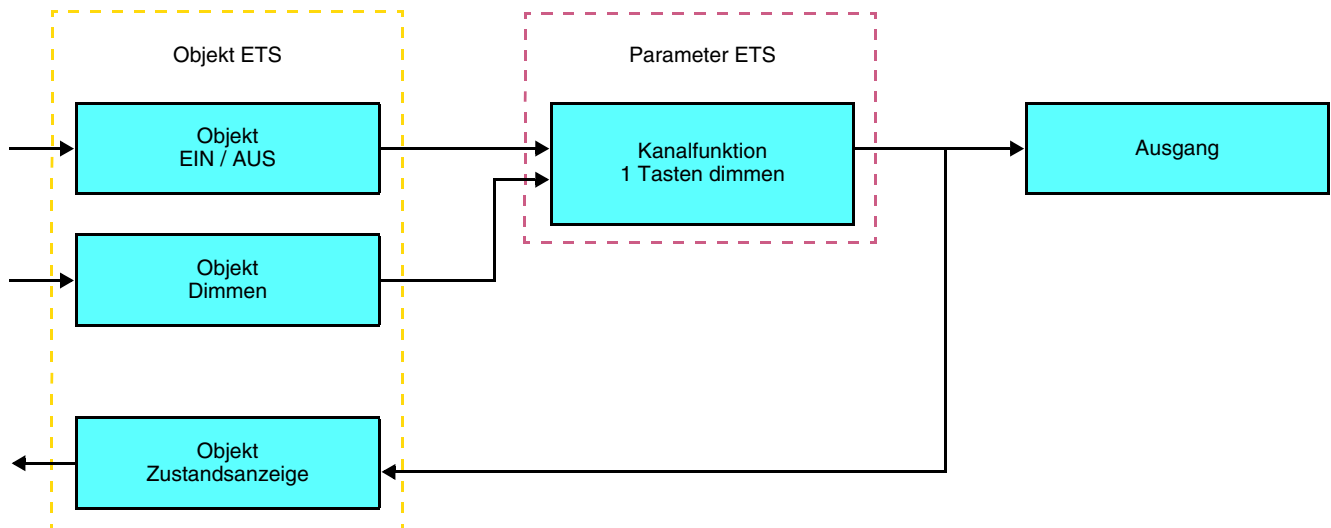 Objekt ETS
Parameter ETS
Objekt
EIN / AUS
Kanalfunktion
1 Tasten dimmen
Ausgang
Objekt
Dimmen
Objekt
Zustandsanzeige